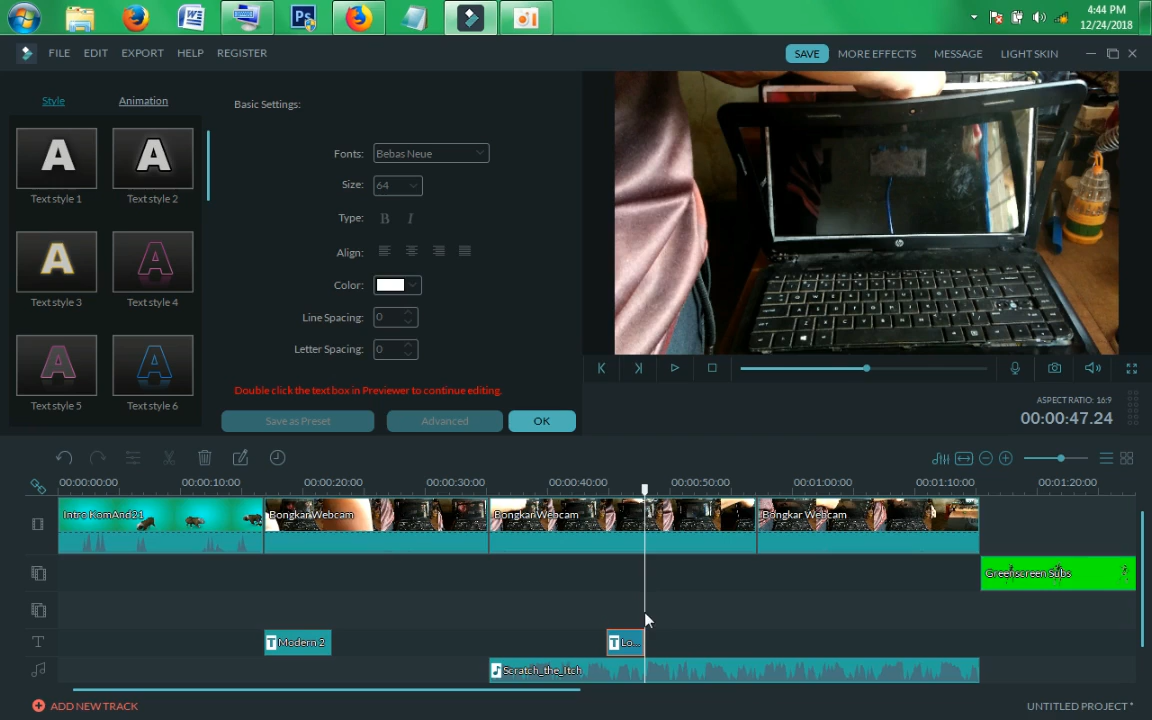 4:44 PM
12/24/2018
FILE EDIT EXPORT HELP REGISTER
SAVE MORE EFFECTS MESSAGE LIGHT SKIN
Style Animation
Text style 1 Text style 2
Text style 3 Text style 4
Text style 5 Text style 6
Basic Settings:
Fonts: Bebas Neue
Size: 64
Type: B I
Align:
Color:
Line Spacing: 0
Letter Spacing: 0
Double click the text box in Previewer to continue editing.
Save as Preset Advanced OK
ASPECT RATIO: 16:9
00:00:47.24
00:00:00:00 00:00:10:00 00:00:20:00 00:00:30:00 00:00:40:00 00:00:50:00 00:01:00:00 00:01:10:00 00:01:20:00
Intro KomAnd21 Bongkar Webcam Bongkar Webcam Bongkar Webcam
Greenscreen Subs
T T Modern 2 T Lo...
Scratch_the_Itch
ADD NEW TRACK
UNTITLED PROJECT *